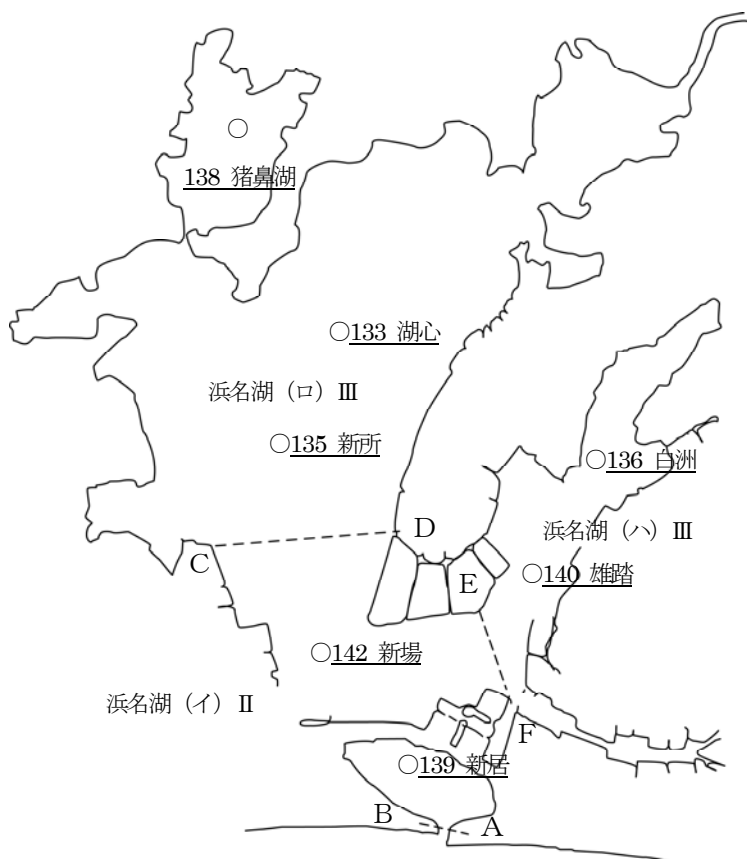 138 猪鼻湖
○133 湖心
浜名湖（ロ）Ⅲ
○135 新所
○136 白洲
D
浜名湖（ハ）Ⅲ
C
E
○140 雄踏
○142 新場
浜名湖（イ）Ⅱ
F
○139 新居
B
A